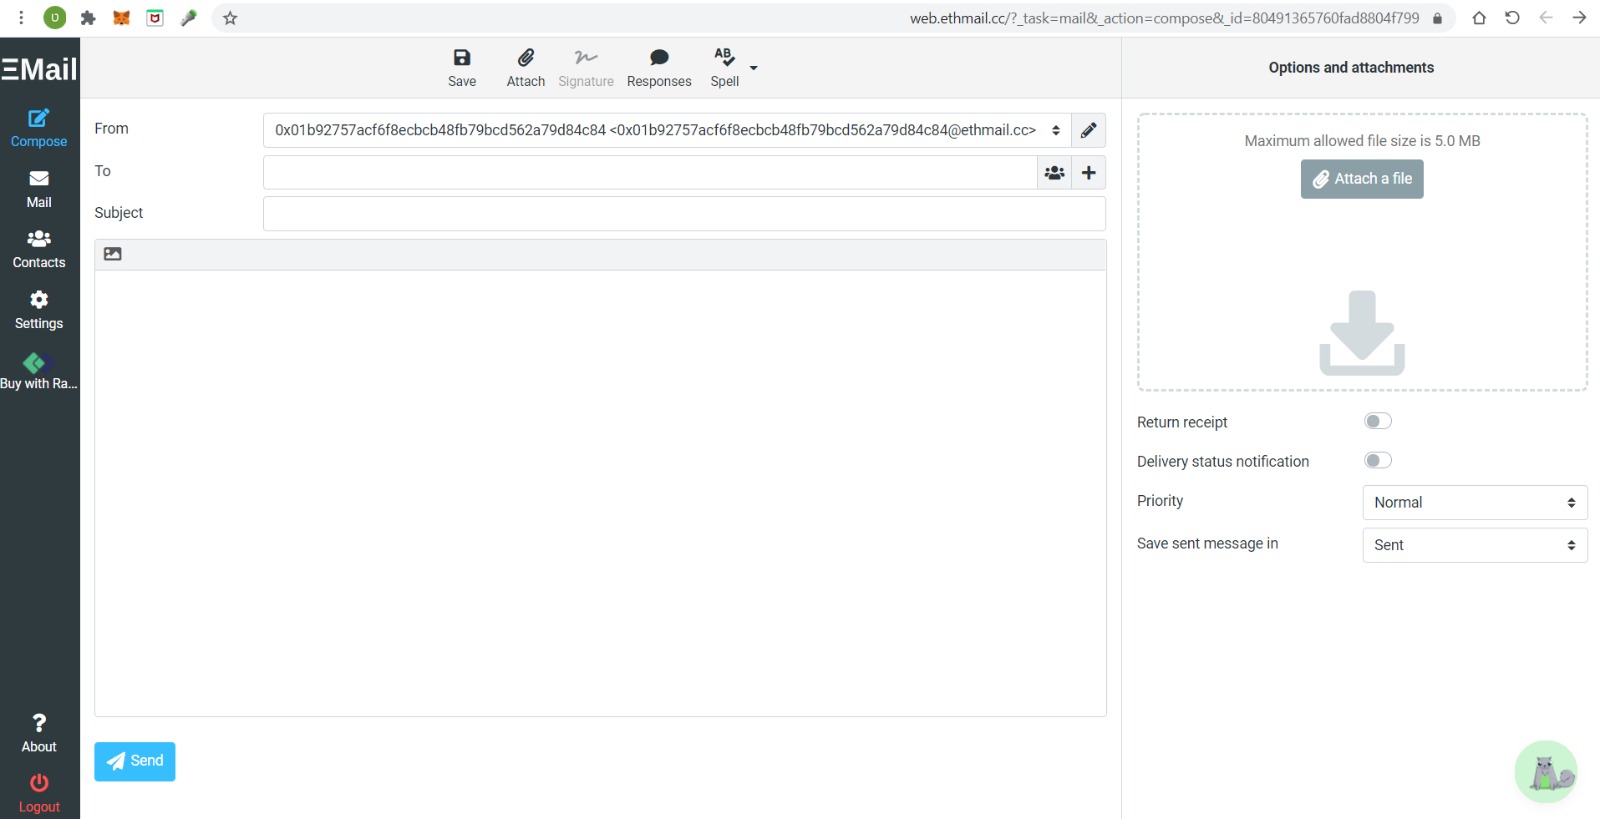 web.ethmail.cc/?_task=mail&_action=compose&_id=80491365760fad8804f799
ΞMail
Compose
Mail
Contacts
Settings
Buy with Ra...
About
Logout
Save
Attach
Signature
Responses
Spell
From
0x01b92757acf6f8ecbcb48fb79bcd562a79d84c84 <0x01b92757acf6f8ecbcb48fb79bcd562a79d84c84@ethmail.cc>
To
Subject
Send
Options and attachments
Maximum allowed file size is 5.0 MB
Attach a file
Return receipt
Delivery status notification
Priority
Normal
Save sent message in
Sent